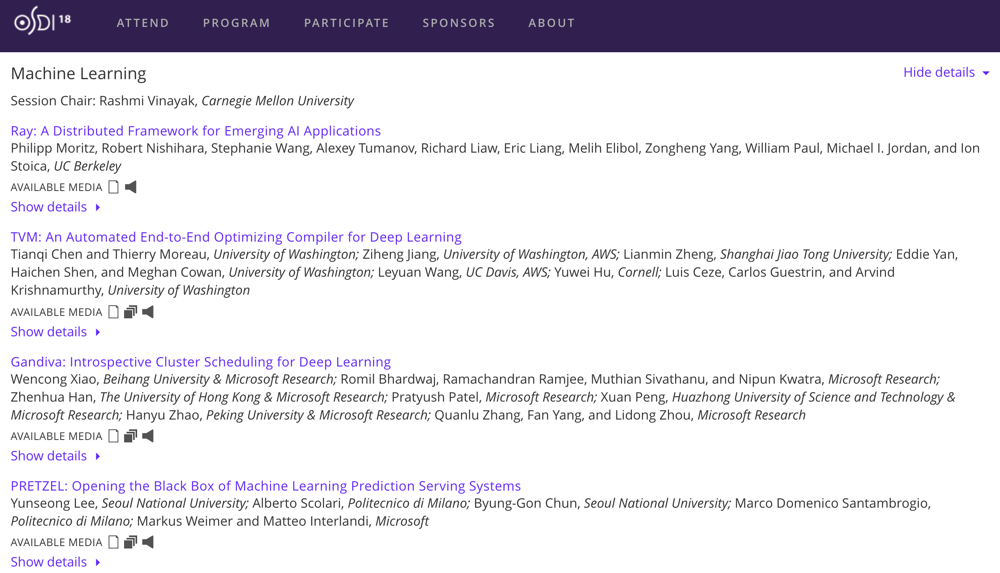 OSDI 18 ATTEND PROGRAM PARTICIPATE SPONSORS ABOUT
Machine Learning Hide details
Session Chair: Rashmi Vinayak, Carnegie Mellon University
Ray: A Distributed Framework for Emerging AI Applications
Philipp Moritz, Robert Nishihara, Stephanie Wang, Alexey Tumanov, Richard Liaw, Eric Liang, Melih Elibol, Zongheng Yang, William Paul, Michael I. Jordan, and Ion
Stoica, UC Berkeley
AVAILABLE MEDIA
Show details
TVM: An Automated End-to-End Optimizing Compiler for Deep Learning
Tianqi Chen and Thierry Moreau, University of Washington; Ziheng Jiang, University of Washington, AWS; Lianmin Zheng, Shanghai Jiao Tong University; Eddie Yan,
Haichen Shen, and Meghan Cowan, University of Washington; Leyuan Wang, UC Davis, AWS; Yuwei Hu, Cornell; Luis Ceze, Carlos Guestrin, and Arvind
Krishnamurthy, University of Washington
AVAILABLE MEDIA
Show details
Gandiva: Introspective Cluster Scheduling for Deep Learning
Wencong Xiao, Beihang University & Microsoft Research; Romil Bhardwaj, Ramachandran Ramjee, Muthian Sivathanu, and Nipun Kwatra, Microsoft Research;
Zhenhua Han, The University of Hong Kong & Microsoft Research; Pratyush Patel, Microsoft Research; Xuan Peng, Huazhong University of Science and Technology &
Microsoft Research; Hanyu Zhao, Peking University & Microsoft Research; Quanlu Zhang, Fan Yang, and Lidong Zhou, Microsoft Research
AVAILABLE MEDIA
Show details
PRETZEL: Opening the Black Box of Machine Learning Prediction Serving Systems
Yunseong Lee, Seoul National University; Alberto Scolari, Politecnico di Milano; Byung-Gon Chun, Seoul National University; Marco Domenico Santambrogio,
Politecnico di Milano; Markus Weimer and Matteo Interlandi, Microsoft
AVAILABLE MEDIA
Show details